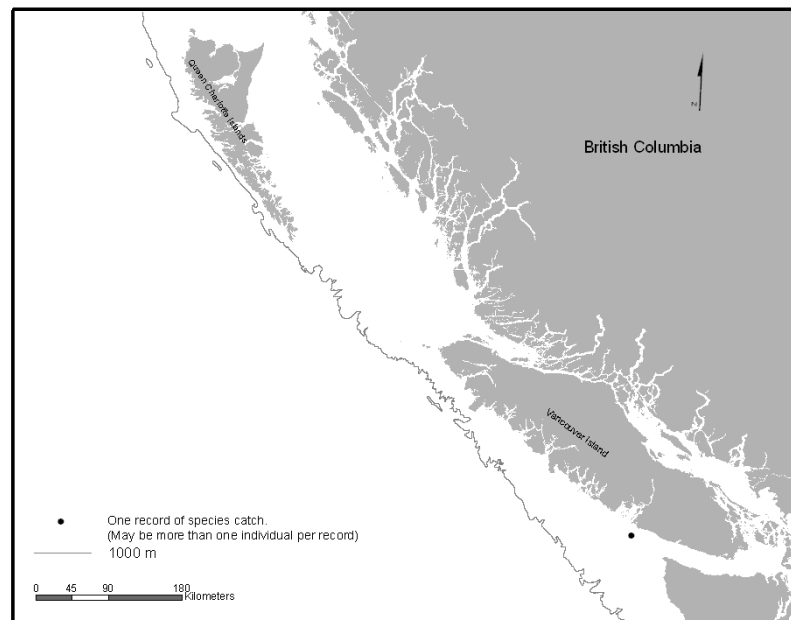 Queen Charlotte Islands
N
British Columbia
Vancouver Island
One record of species catch.
(May be more than one individual per record)
1000 m
0 45 90 180
Kilometers